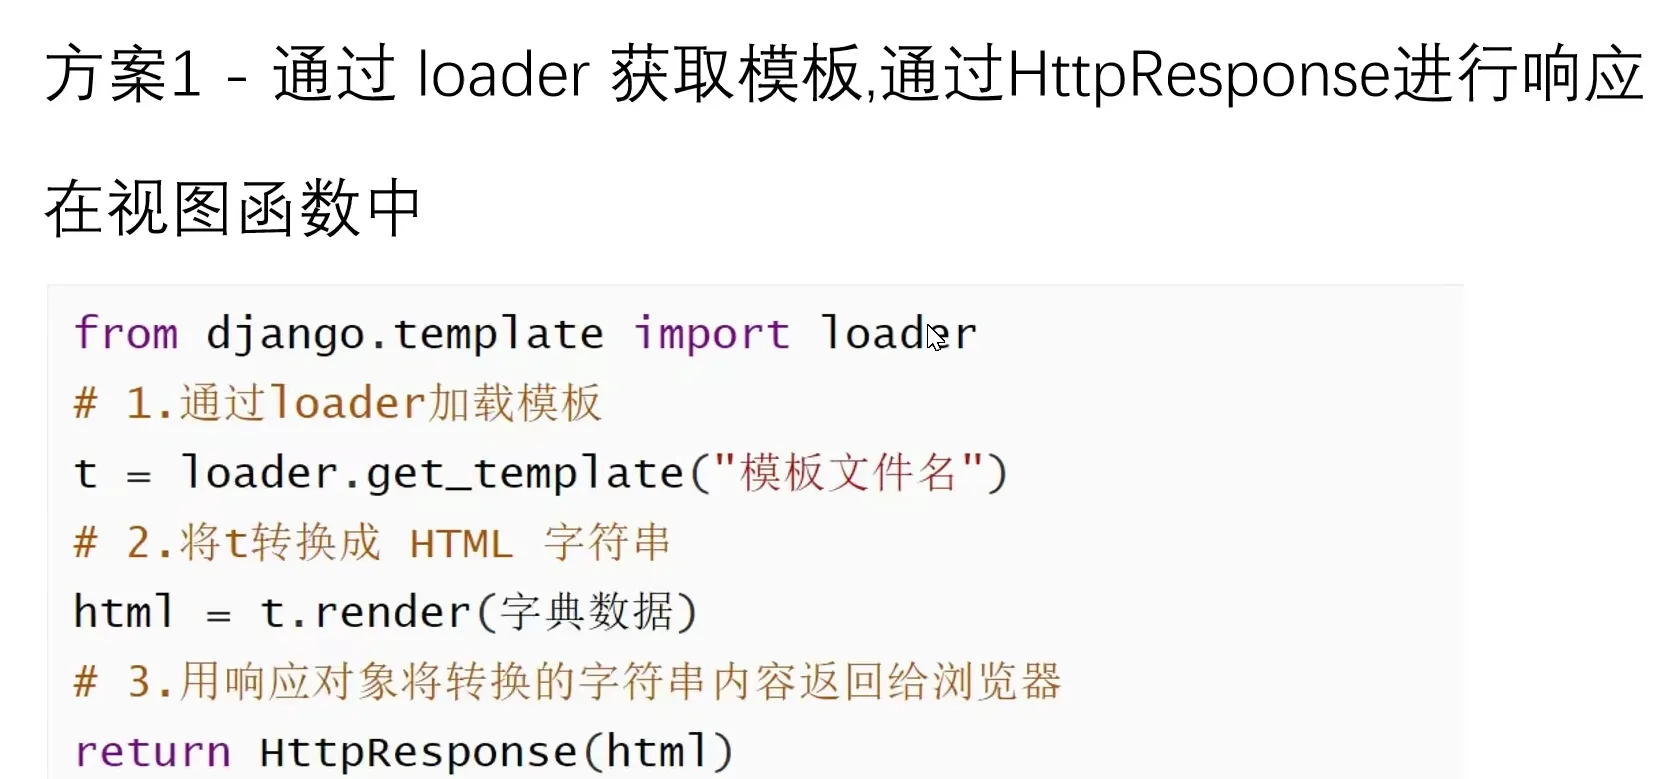 方案1 - 通过 loader 获取模板,通过HttpResponse进行响应
在视图函数中
from django.template import loader
# 1.通过loader加载模板
t = loader.get_template("模板文件名")
# 2.将t转换成 HTML 字符串
html = t.render(字典数据)
# 3.用响应对象将转换的字符串内容返回给浏览器
return HttpResponse(html)